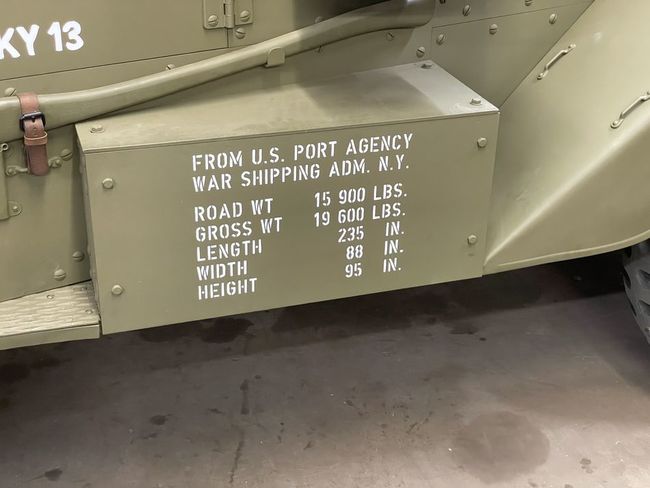 KY 13
FROM U.S. PORT AGENCY
WAR SHIPPING ADM. N.Y.
ROAD WT 15 900 LBS.
GROSS WT 19 600 LBS.
LENGTH 235 IN.
WIDTH 88 IN.
HEIGHT 95 IN.